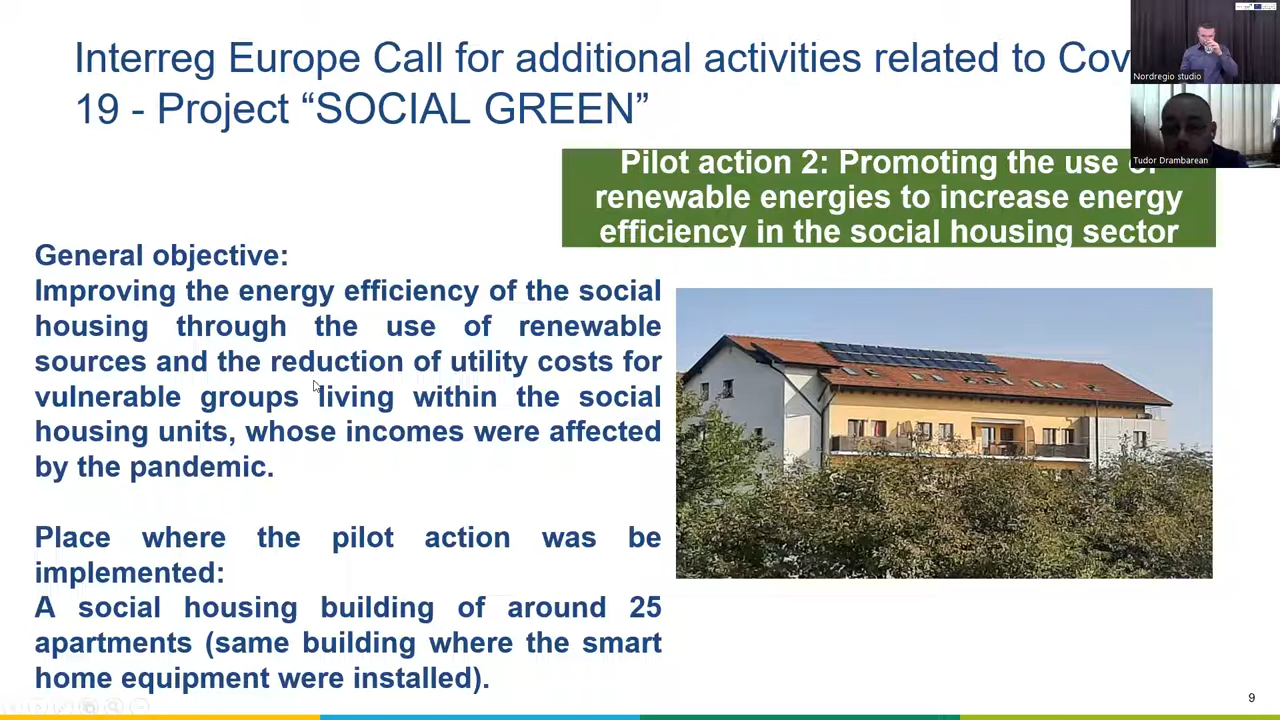 Interreg Europe Call for additional activities related to Cov
19 - Project “SOCIAL GREEN”
Nordregio studio
Tudor Drambarean
Pilot action 2: Promoting the use of
renewable energies to increase energy
efficiency in the social housing sector
General objective:
Improving the energy efficiency of the social
housing through the use of renewable
sources and the reduction of utility costs for
vulnerable groups living within the social
housing units, whose incomes were affected
by the pandemic.
Place where the pilot action was be
implemented:
A social housing building of around 25
apartments (same building where the smart
home equipment were installed).
9